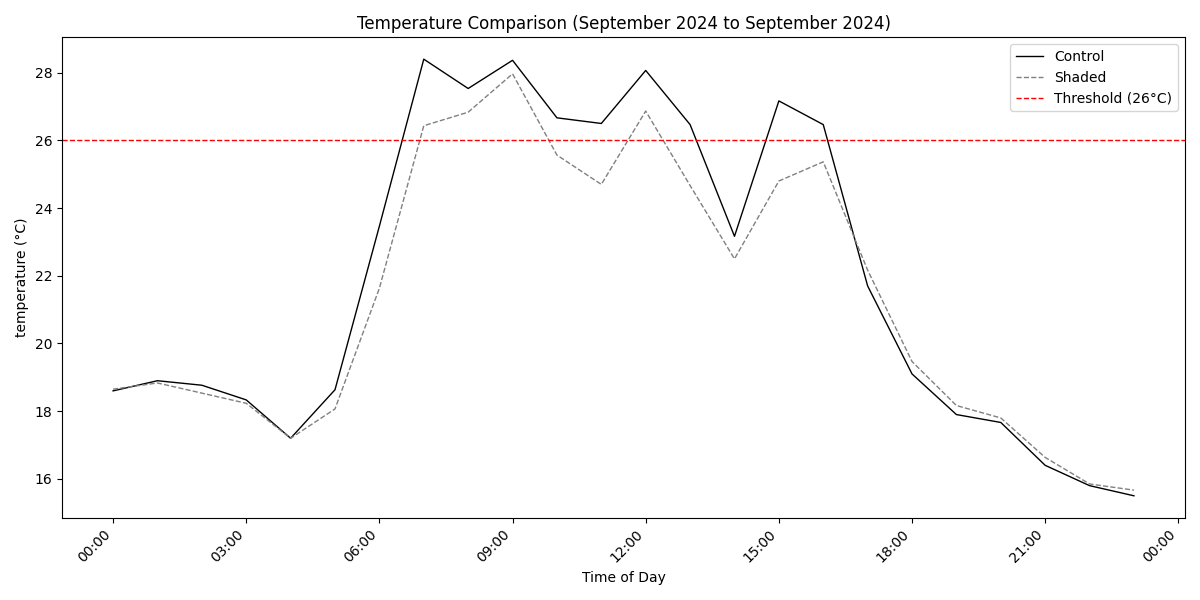 Temperature Comparison (September 2024 to September 2024)
Control
Shaded
Threshold (26°C)
temperature (°C)
28
26
24
22
20
18
16
00:00
03:00
06:00
09:00
12:00
15:00
18:00
21:00
00:00
Time of Day